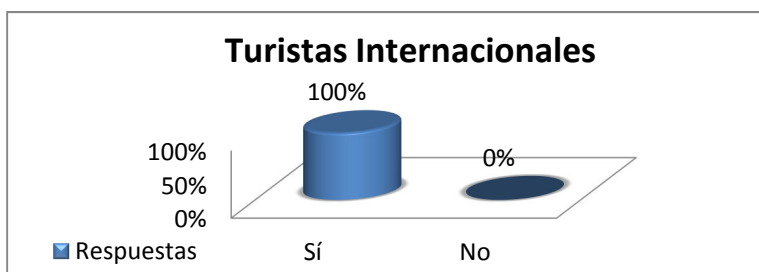 Turistas Internacionales
100%
0%
100%
50%
0%
Respuestas Sí No